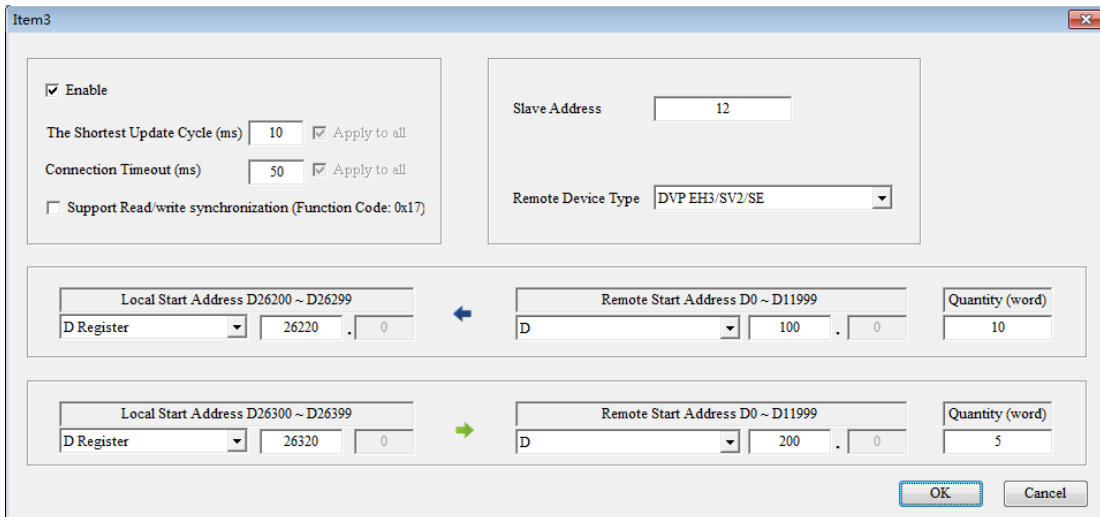 Item3
Enable
The Shortest Update Cycle (ms) 10 Apply to all
Connection Timeout (ms) 50 Apply to all
Support Read/write synchronization (Function Code: 0x17)
Slave Address 12
Remote Device Type DVP EH3/SV2/SE
Local Start Address D26200 ~ D26299 Remote Start Address D0 ~ D11999 Quantity (word)
D Register 26220 . 0 D 100 . 0 10
Local Start Address D26300 ~ D26399 Remote Start Address D0 ~ D11999 Quantity (word)
D Register 26320 0 D 200 . 0 5
OK Cancel